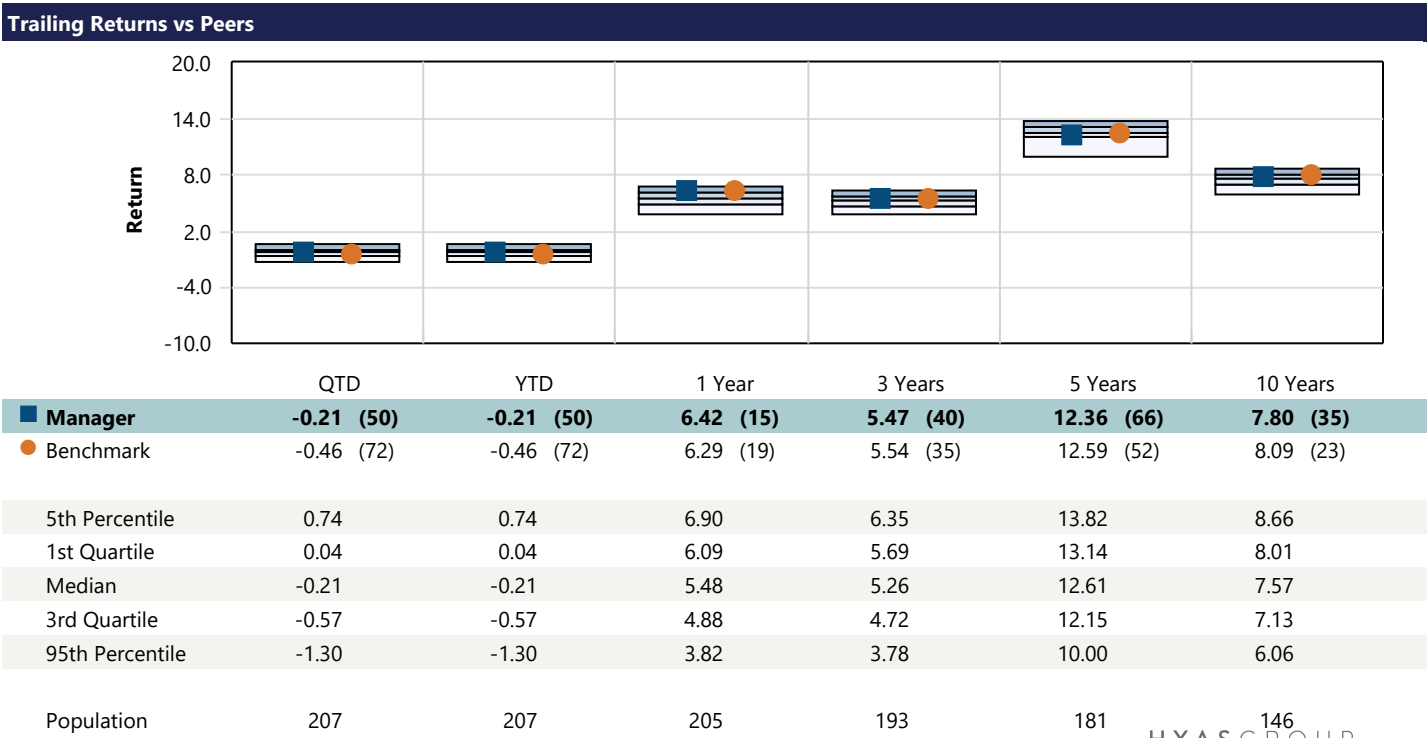 Trailing Returns vs Peers
20.0
14.0
8.0
2.0
-4.0
-10.0
Return
QTD YTD 1 Year 3 Years 5 Years 10 Years
Manager -0.21 (50) -0.21 (50) 6.42 (15) 5.47 (40) 12.36 (66) 7.80 (35)
Benchmark -0.46 (72) -0.46 (72) 6.29 (19) 5.54 (35) 12.59 (52) 8.09 (23)
5th Percentile 0.74 0.74 6.90 6.35 13.82 8.66
1st Quartile 0.04 0.04 6.09 5.69 13.14 8.01
Median -0.21 -0.21 5.48 5.26 12.61 7.57
3rd Quartile -0.57 -0.57 4.88 4.72 12.15 7.13
95th Percentile -1.30 -1.30 3.82 3.78 10.00 6.06
Population 207 207 205 193 181 146
HYAS GROUP